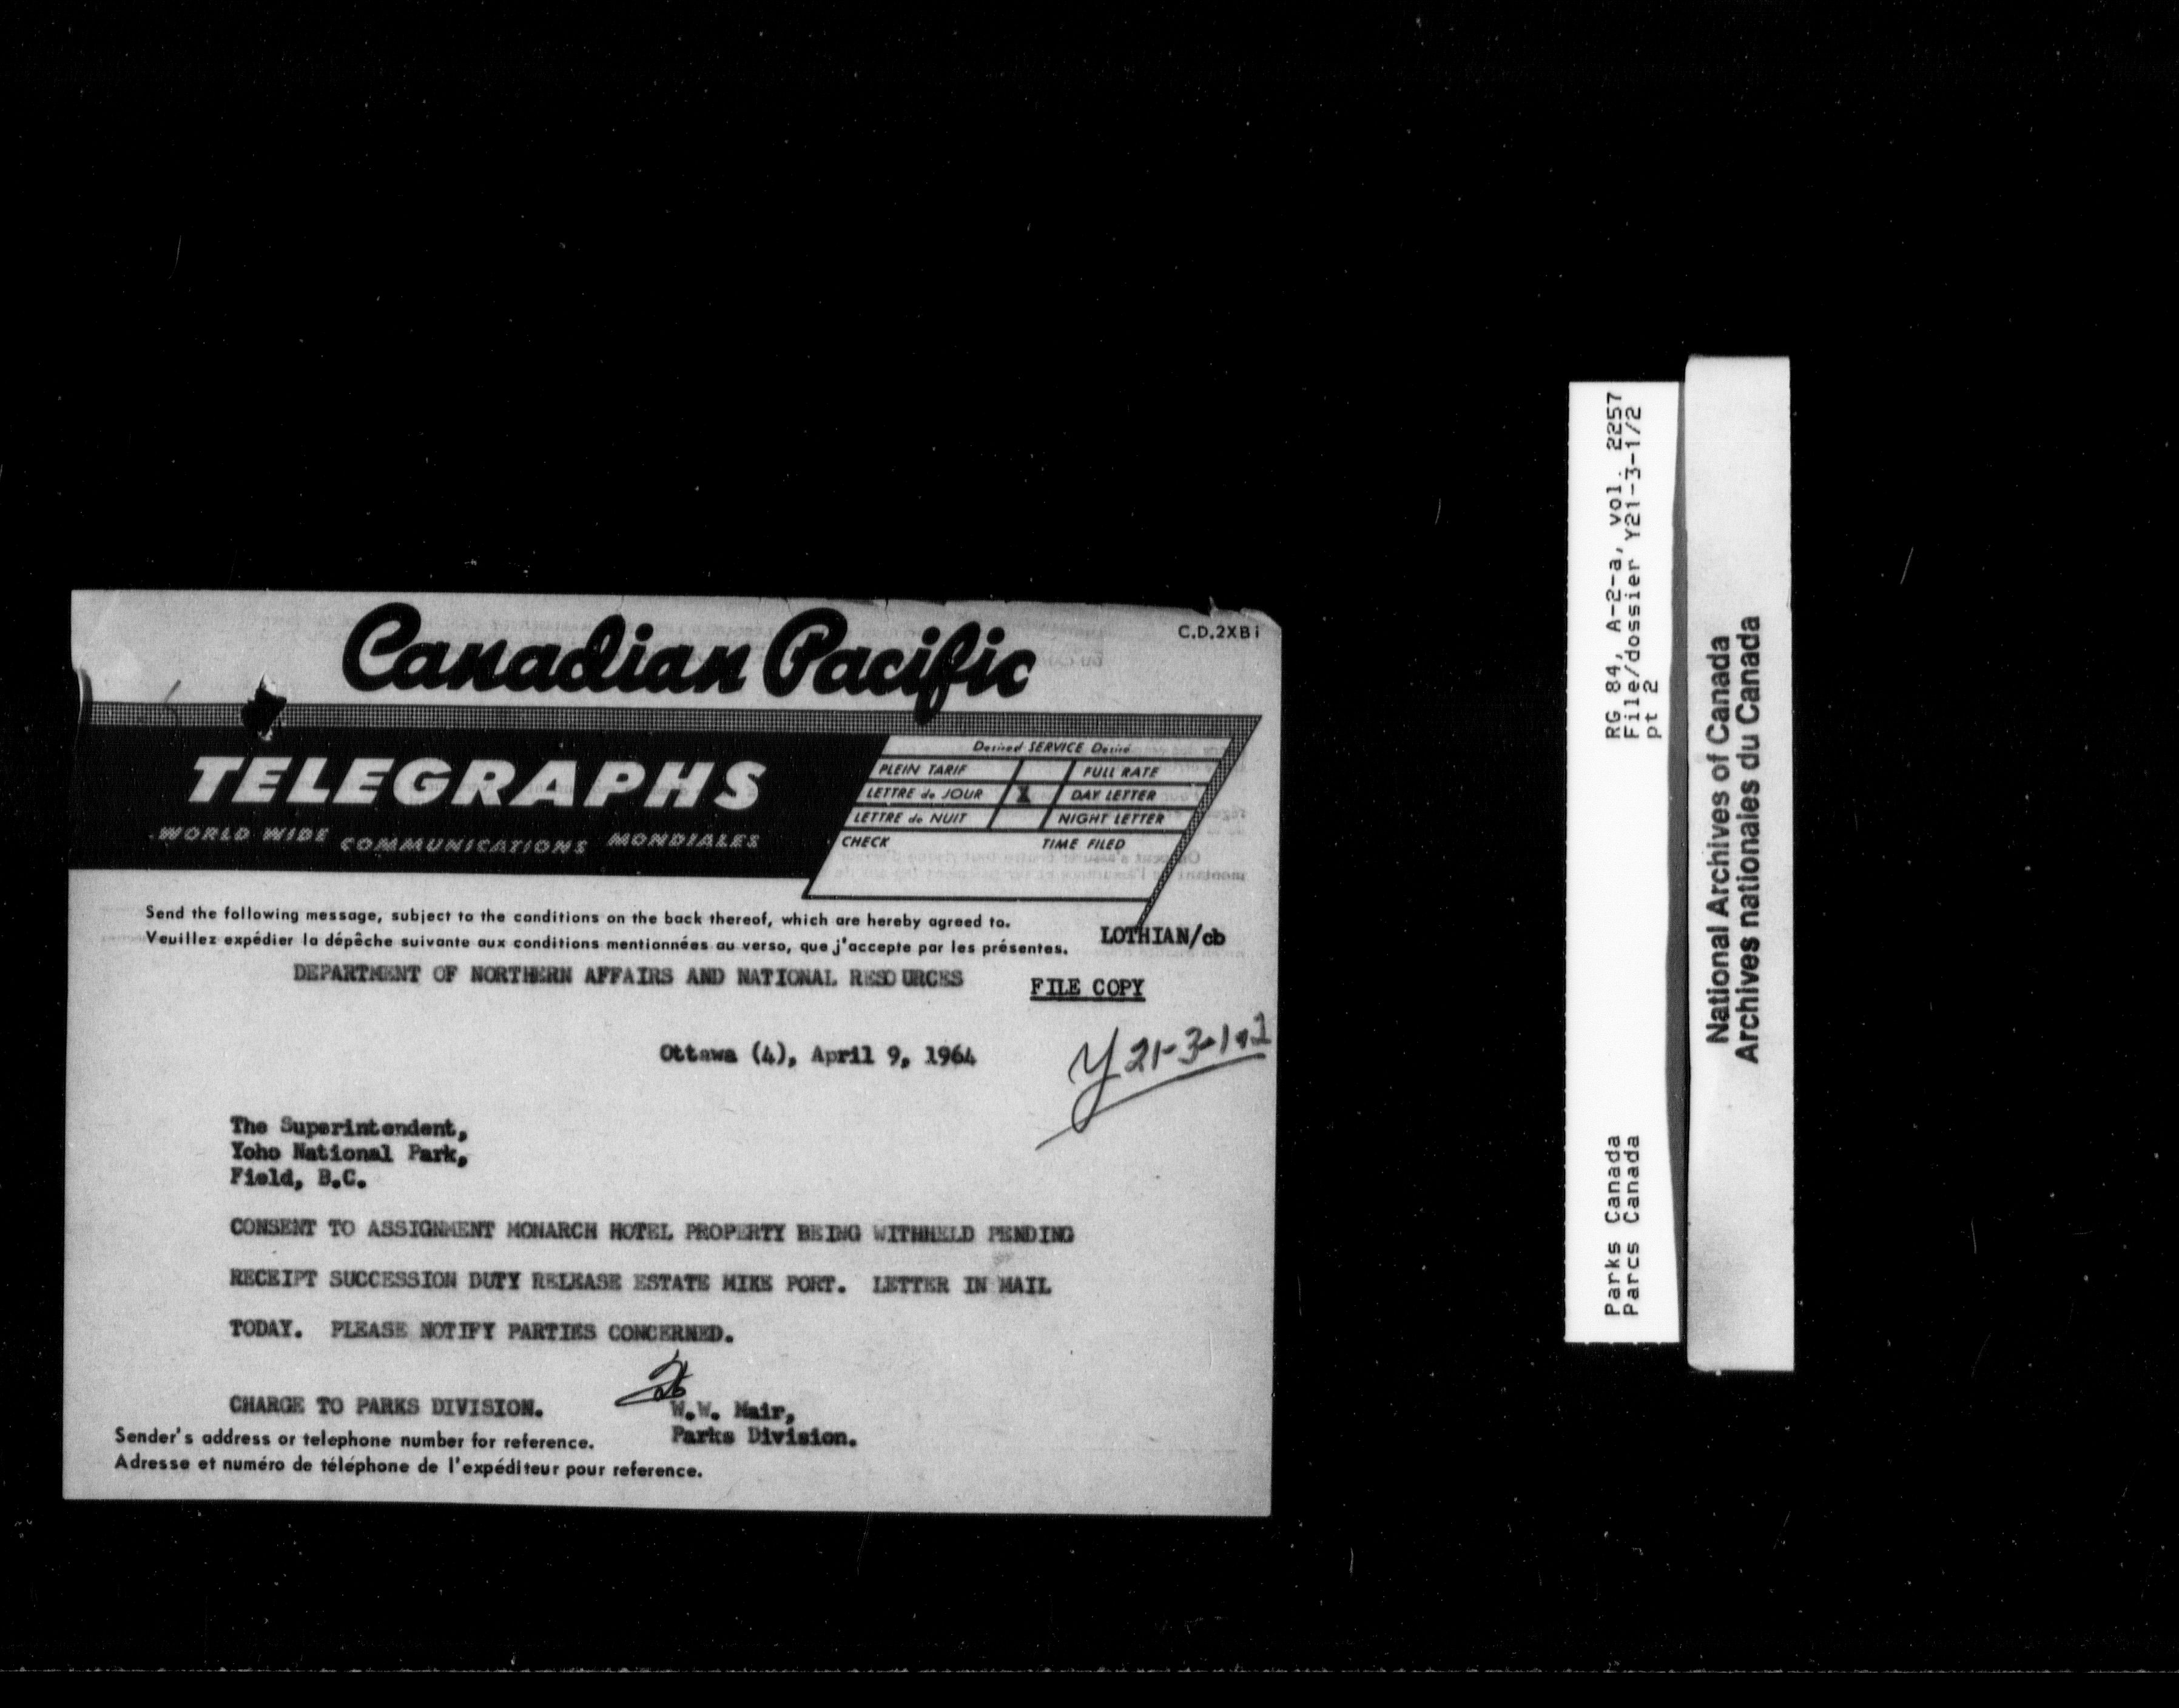 Canadian Pacific
C.D.2XBi
TELEGRAPHS
WORLD WIDE COMMUNICATIONS MONDIALES
Desired SERVICE Desiré
PLEIN TARIF FULL RATE
LETTRE de JOUR X DAY LETTER
LETTRE de NUIT NIGHT LETTER
CHECK TIME FILED
Send the following message, subject to the conditions on the back thereof, which are hereby agreed to.
Veuillez expédier la dépêche suivante aux conditions mentionnées au verso, que j'accepte par les présentes.
LOTHIAN/cb
DEPARTMENT OF NORTHERN AFFAIRS AND NATIONAL RESOURCES
FILE COPY
Ottawa (4), April 9, 1964
Y 21-3-1
The Superintendent,
Yoho National Park,
Field, B.C.
CONSENT TO ASSIGNMENT MONARCH HOTEL PROPERTY BEING WITHHELD PENDING
RECEIPT SUCCESSION DUTY RELEASE ESTATE MIKE PORT. LETTER IN MAIL
TODAY. PLEASE NOTIFY PARTIES CONCERNED.
CHARGE TO PARKS DIVISION.
W.W. Mair,
Parks Division.
Sender's address or telephone number for reference.
Adresse et numéro de téléphone de l'expéditeur pour reference.
RG 84, A-2-a, vol. 2257
File/dossier Y21-3-1/2
pt 2
Parks Canada
Parcs Canada
National Archives of Canada
Archives nationales du Canada